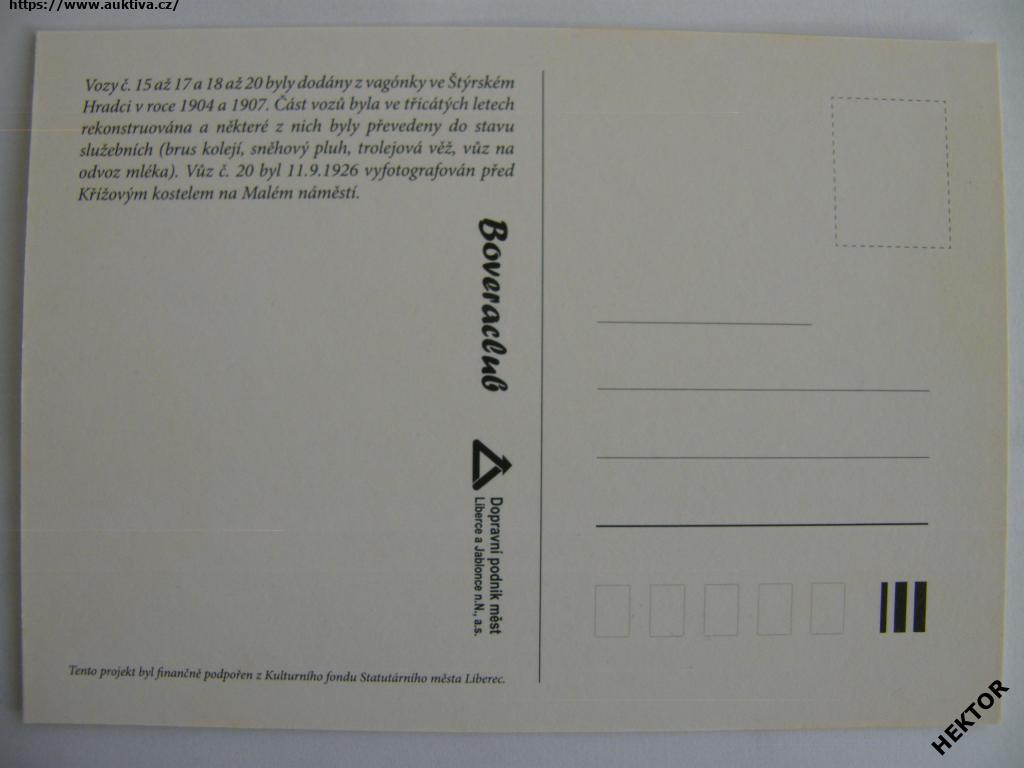 https://www.auktiva.cz/
Vozy č. 15 až 17 a 18 až 20 byly dodány z vagónky ve Štýrském
Hradci v roce 1904 a 1907. Část vozů byla ve třicátých letech
rekonstruována a některé z nich byly převedeny do stavu
služebních (brus kolejí, sněhový pluh, trolejová věž, vůz na
odvoz mléka). Vůz č. 20 byl 11.9.1926 vyfotografován před
Křížovým kostelem na Malém náměstí.
Boveraclub
Dopravní podnik měst
Liberce a Jablonce n.N., a.s.
Tento projekt byl finančně podpořen z Kulturního fondu Statutárního města Liberec.
HEKTOR